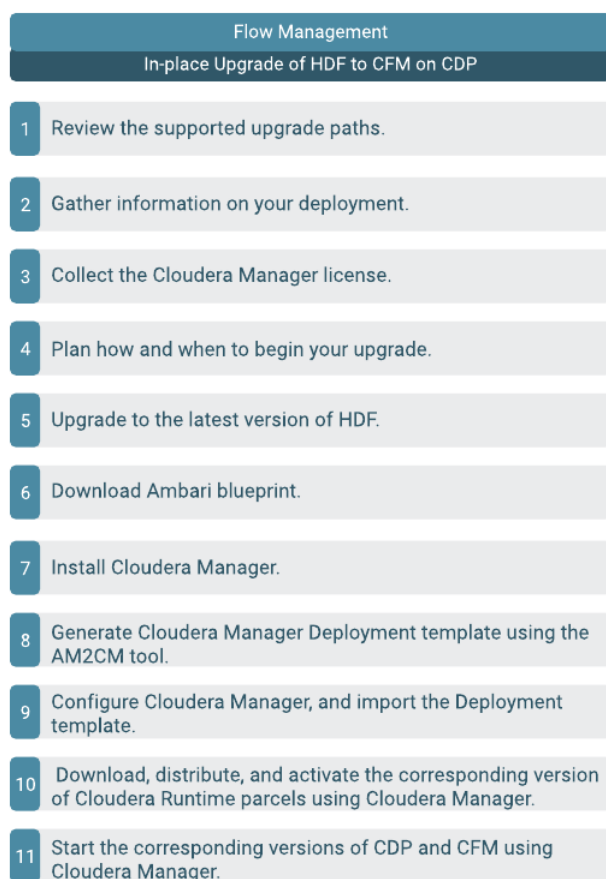 Flow Management
In-place Upgrade of HDF to CFM on CDP
1 Review the supported upgrade paths.
2 Gather information on your deployment.
3 Collect the Cloudera Manager license.
4 Plan how and when to begin your upgrade.
5 Upgrade to the latest version of HDF.
6 Download Ambari blueprint.
7 Install Cloudera Manager.
8 Generate Cloudera Manager Deployment template using the
AM2CM tool.
9 Configure Cloudera Manager, and import the Deployment
template.
10 Download, distribute, and activate the corresponding version
of Cloudera Runtime parcels using Cloudera Manager.
11 Start the corresponding versions of CDP and CFM using
Cloudera Manager.